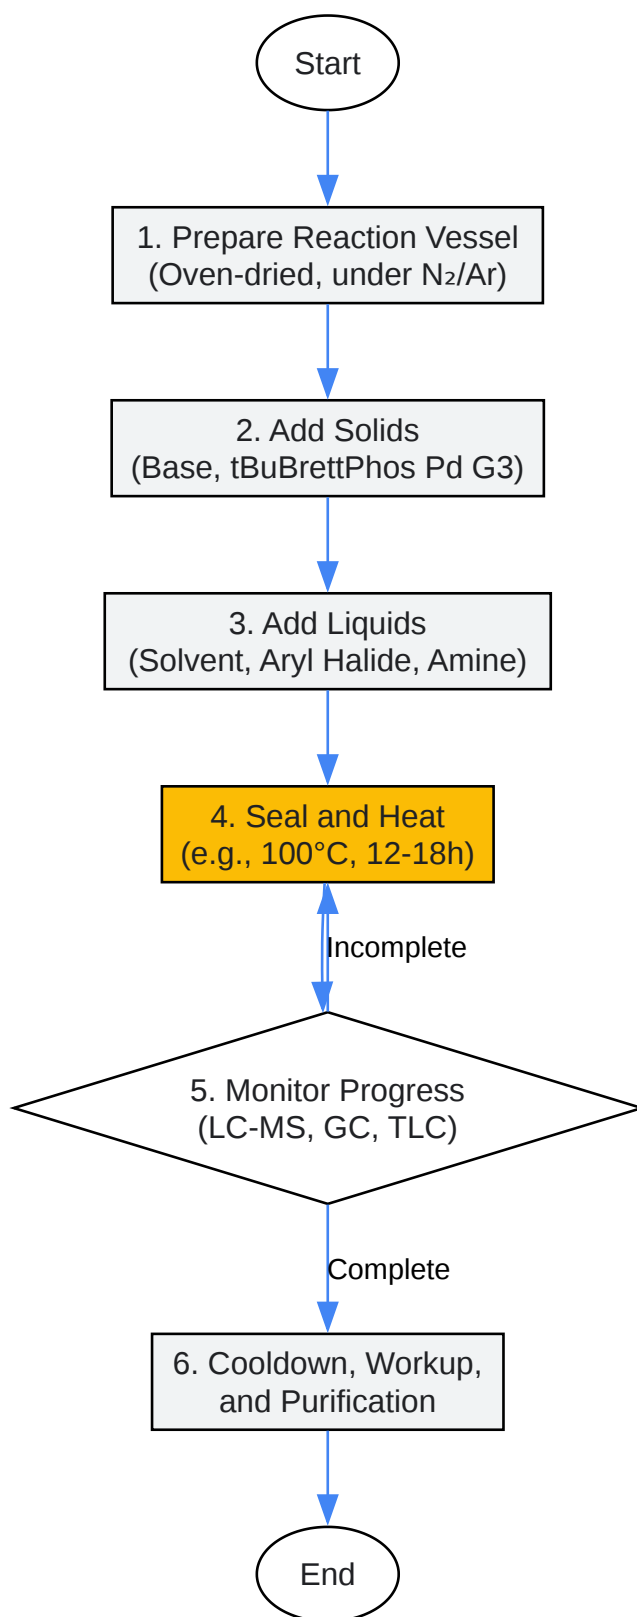 Start
1. Prepare Reaction Vessel
(Oven-dried, under N₂/Ar)
2. Add Solids
(Base, tBuBrettPhos Pd G3)
3. Add Liquids
(Solvent, Aryl Halide, Amine)
4. Seal and Heat
(e.g., 100°C, 12-18h)
Incomplete
5. Monitor Progress
(LC-MS, GC, TLC)
Complete
6. Cooldown, Workup,
and Purification
End